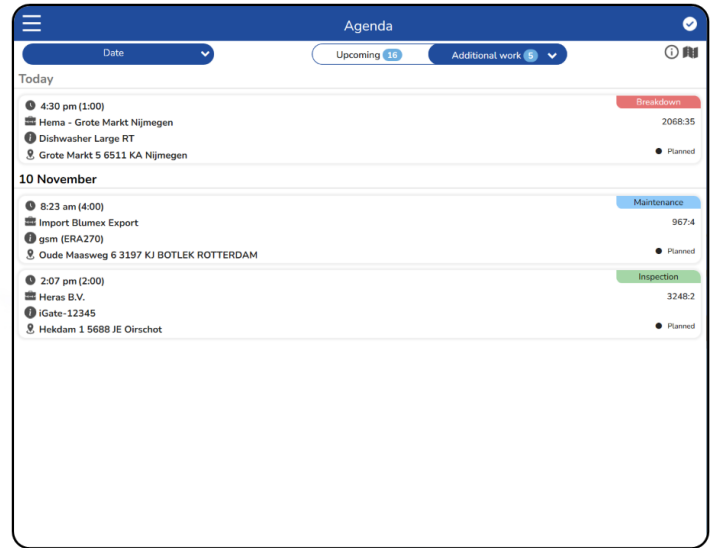 Agenda
Date
Upcoming 16
Additional work 5
Today
4:30 pm (1:00)
Breakdown
Hema - Grote Markt Nijmegen
2068:35
Dishwasher Large RT
Grote Markt 5 6511 KA Nijmegen
Planned
10 November
8:23 am (4:00)
Maintenance
Import Blumex Export
967:4
gsm (ERA270)
Oude Maasweg 6 3197 KJ BOTLEK ROTTERDAM
Planned
2:07 pm (2:00)
Inspection
Heras B.V.
3248:2
iGate-12345
Hekdam 1 5688 JE Oirschot
Planned